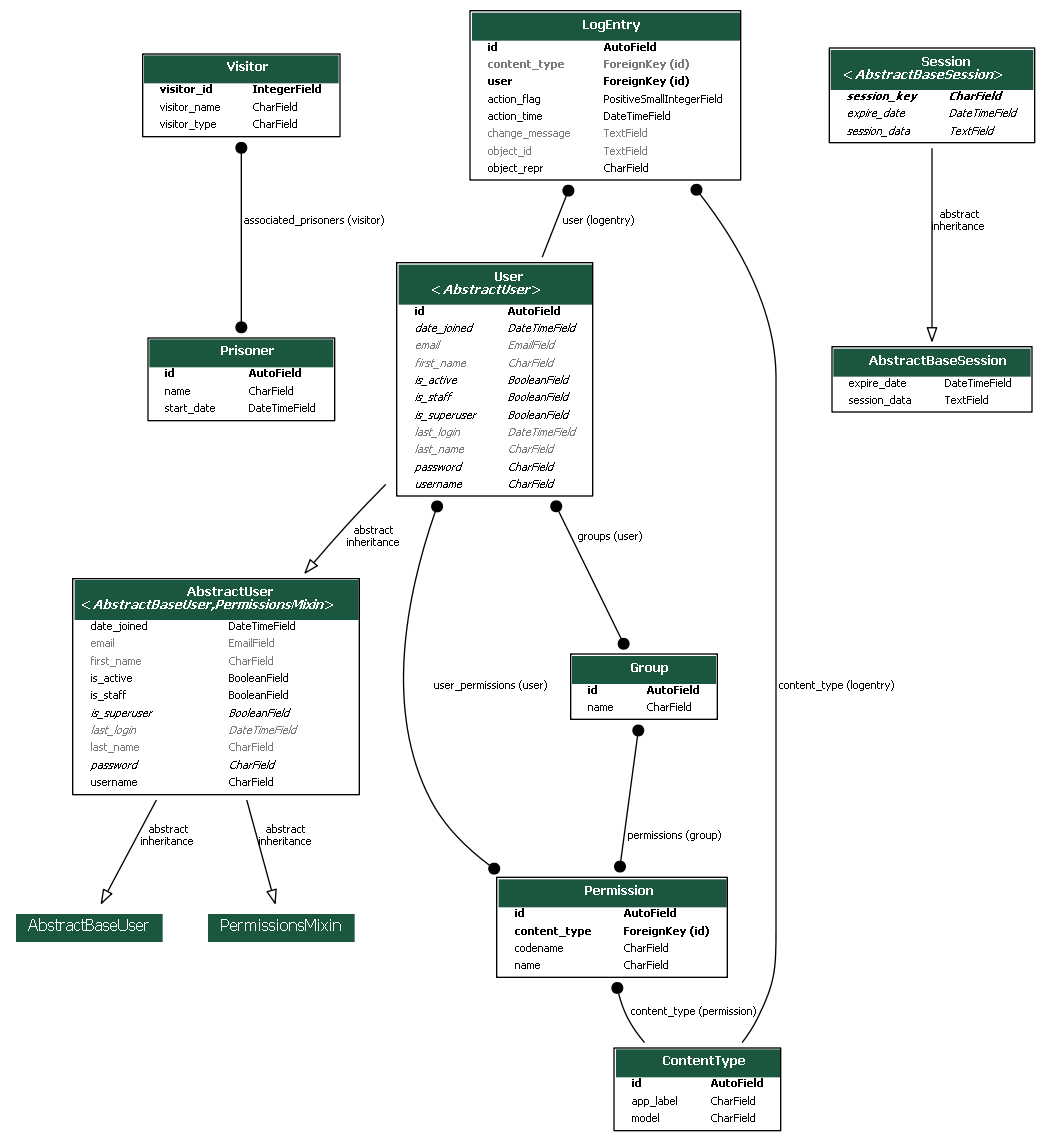 LogEntry
id AutoField
content_type ForeignKey (id)
user ForeignKey (id)
action_flag PositiveSmallIntegerField
action_time DateTimeField
change_message TextField
object_id TextField
object_repr CharField
Visitor
visitor_id IntegerField
visitor_name CharField
visitor_type CharField
Session
<AbstractBaseSession>
session_key CharField
expire_date DateTimeField
session_data TextField
associated_prisoners (visitor)
user (logentry)
abstract
inheritance
User
<AbstractUser>
id AutoField
date_joined DateTimeField
email EmailField
first_name CharField
is_active BooleanField
is_staff BooleanField
is_superuser BooleanField
last_login DateTimeField
last_name CharField
password CharField
username CharField
Prisoner
id AutoField
name CharField
start_date DateTimeField
AbstractBaseSession
expire_date DateTimeField
session_data TextField
abstract
inheritance
groups (user)
AbstractUser
<AbstractBaseUser,PermissionsMixin>
date_joined DateTimeField
email EmailField
first_name CharField
is_active BooleanField
is_staff BooleanField
is_superuser BooleanField
last_login DateTimeField
last_name CharField
password CharField
username CharField
user_permissions (user)
Group
id AutoField
name CharField
content_type (logentry)
abstract
inheritance
abstract
inheritance
permissions (group)
AbstractBaseUser
PermissionsMixin
Permission
id AutoField
content_type ForeignKey (id)
codename CharField
name CharField
content_type (permission)
ContentType
id AutoField
app_label CharField
model CharField